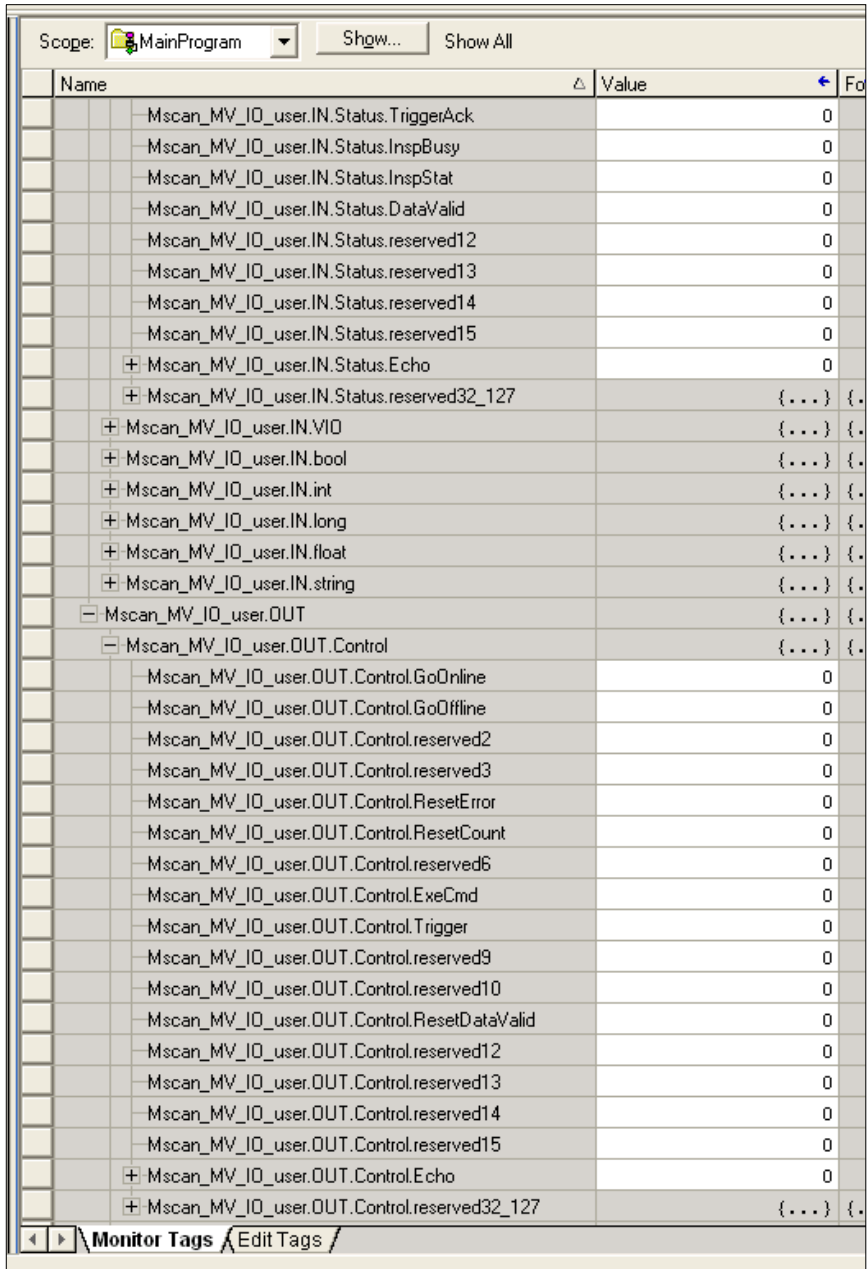 Scope: MainProgram Show... Show All
Name Value Fo
Mscan_MV_IO_user.IN.Status.TriggerAck 0
Mscan_MV_IO_user.IN.Status.InspBusy 0
Mscan_MV_IO_user.IN.Status.InspStat 0
Mscan_MV_IO_user.IN.Status.DataValid 0
Mscan_MV_IO_user.IN.Status.reserved12 0
Mscan_MV_IO_user.IN.Status.reserved13 0
Mscan_MV_IO_user.IN.Status.reserved14 0
Mscan_MV_IO_user.IN.Status.reserved15 0
Mscan_MV_IO_user.IN.Status.Echo 0
Mscan_MV_IO_user.IN.Status.reserved32_127 {...} {.
Mscan_MV_IO_user.IN.VIO {...} {.
Mscan_MV_IO_user.IN.bool {...} {.
Mscan_MV_IO_user.IN.int {...} {.
Mscan_MV_IO_user.IN.long {...} {.
Mscan_MV_IO_user.IN.float {...} {.
Mscan_MV_IO_user.IN.string {...} {.
Mscan_MV_IO_user.OUT {...} {.
Mscan_MV_IO_user.OUT.Control {...} {.
Mscan_MV_IO_user.OUT.Control.GoOnline 0
Mscan_MV_IO_user.OUT.Control.GoOffline 0
Mscan_MV_IO_user.OUT.Control.reserved2 0
Mscan_MV_IO_user.OUT.Control.reserved3 0
Mscan_MV_IO_user.OUT.Control.ResetError 0
Mscan_MV_IO_user.OUT.Control.ResetCount 0
Mscan_MV_IO_user.OUT.Control.reserved6 0
Mscan_MV_IO_user.OUT.Control.ExeCmd 0
Mscan_MV_IO_user.OUT.Control.Trigger 0
Mscan_MV_IO_user.OUT.Control.reserved9 0
Mscan_MV_IO_user.OUT.Control.reserved10 0
Mscan_MV_IO_user.OUT.Control.ResetDataValid 0
Mscan_MV_IO_user.OUT.Control.reserved12 0
Mscan_MV_IO_user.OUT.Control.reserved13 0
Mscan_MV_IO_user.OUT.Control.reserved14 0
Mscan_MV_IO_user.OUT.Control.reserved15 0
Mscan_MV_IO_user.OUT.Control.Echo 0
Mscan_MV_IO_user.OUT.Control.reserved32_127 {...} {.
Monitor Tags Edit Tags